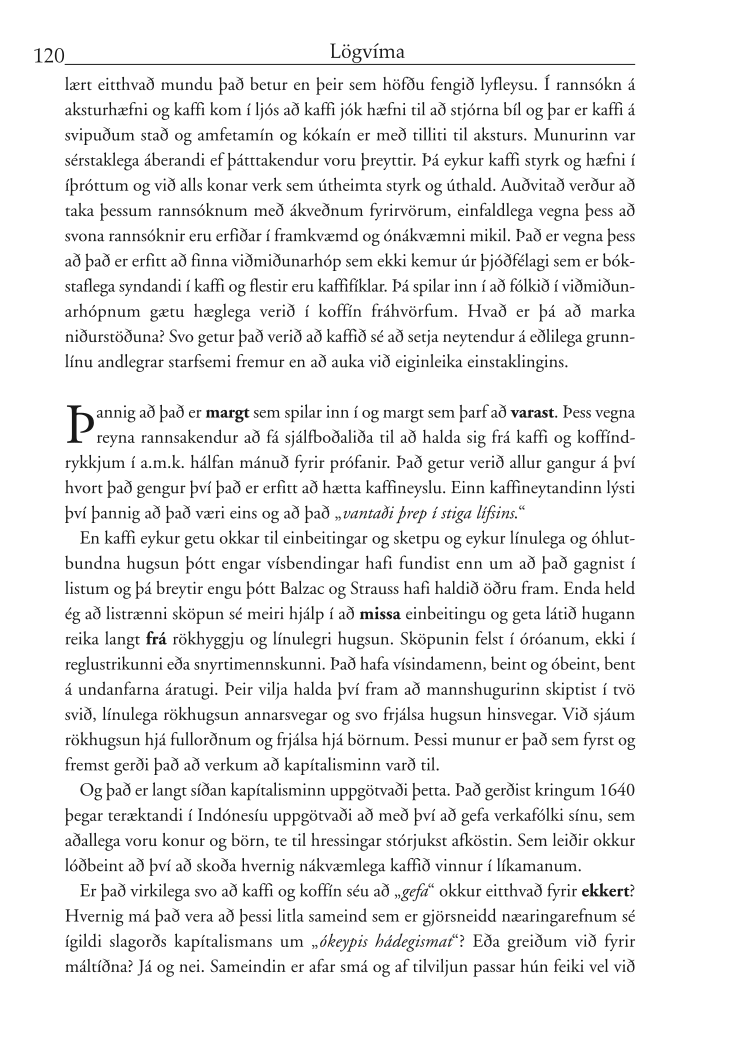 120 Lögvíma
lært eitthvað mundu það betur en þeir sem höfðu fengið lyfleysu. Í rannsókn á
aksturhæfni og kaffi kom í ljós að kaffi jók hæfni til að stjórna bíl og þar er kaffi á
svipuðum stað og amfetamín og kókaín er með tilliti til aksturs. Munurinn var
sérstaklega áberandi ef þátttakendur voru þreyttir. Þá eykur kaffi styrk og hæfni í
íþróttum og við alls konar verk sem útheimta styrk og úthald. Auðvitað verður að
taka þessum rannsóknum með ákveðnum fyrirvörum, einfaldlega vegna þess að
svona rannsóknir eru erfiðar í framkvæmd og ónákvæmni mikil. Það er vegna þess
að það er erfitt að finna viðmiðunarhóp sem ekki kemur úr þjóðfélagi sem er bók-
staflega syndandi í kaffi og flestir eru kaffifíklar. Þá spilar inn í að fólkið í viðmiðun-
arhópnum gætu hæglega verið í koffín fráhvörfum. Hvað er þá að marka
niðurstöðuna? Svo getur það verið að kaffið sé að setja neytendur á eðlilega grunn-
línu andlegrar starfsemi fremur en að auka við eiginleika einstaklingins.
Þannig að það er margt sem spilar inn í og margt sem þarf að varast. Þess vegna
reyna rannsakendur að fá sjálfboðaliða til að halda sig frá kaffi og koffínd-
rykkjum í a.m.k. hálfan mánuð fyrir prófanir. Það getur verið allur gangur á því
hvort það gengur því það er erfitt að hætta kaffineyslu. Einn kaffineytandinn lýsti
því þannig að það væri eins og að það „vantaði þrep í stiga lífsins.“
En kaffi eykur getu okkar til einbeitingar og sketpu og eykur línulega og óhlut-
bundna hugsun þótt engar vísbendingar hafi fundist enn um að það gagnist í
listum og þá breytir engu þótt Balzac og Strauss hafi haldið öðru fram. Enda held
ég að listrænni sköpun sé meiri hjálp í að missa einbeitingu og geta látið hugann
reika langt frá rökhyggju og línulegri hugsun. Sköpunin felst í óróanum, ekki í
reglustrikunni eða snyrtimennskunni. Það hafa vísindamenn, beint og óbeint, bent
á undanfarna áratugi. Þeir vilja halda því fram að mannshugurinn skiptist í tvö
svið, línulega rökhugsun annarsvegar og svo frjálsa hugsun hinsvegar. Við sjáum
rökhugsun hjá fullorðnum og frjálsa hjá börnum. Þessi munur er það sem fyrst og
fremst gerði það að verkum að kapítalisminn varð til.
Og það er langt síðan kapítalisminn uppgötvaði þetta. Það gerðist kringum 1640
þegar teræktandi í Indónesíu uppgötvaði að með því að gefa verkafólki sínu, sem
aðallega voru konur og börn, te til hressingar stórjukst afköstin. Sem leiðir okkur
lóðbeint að því að skoða hvernig nákvæmlega kaffið vinnur í líkamanum.
Er það virkilega svo að kaffi og koffín séu að „gefa“ okkur eitthvað fyrir ekkert?
Hvernig má það vera að þessi litla sameind sem er gjörsneidd næaringarefnum sé
ígildi slagorðs kapítalismans um „ókeypis hádegismat“? Eða greiðum við fyrir
máltíðna? Já og nei. Sameindin er afar smá og af tilviljun passar hún feiki vel við